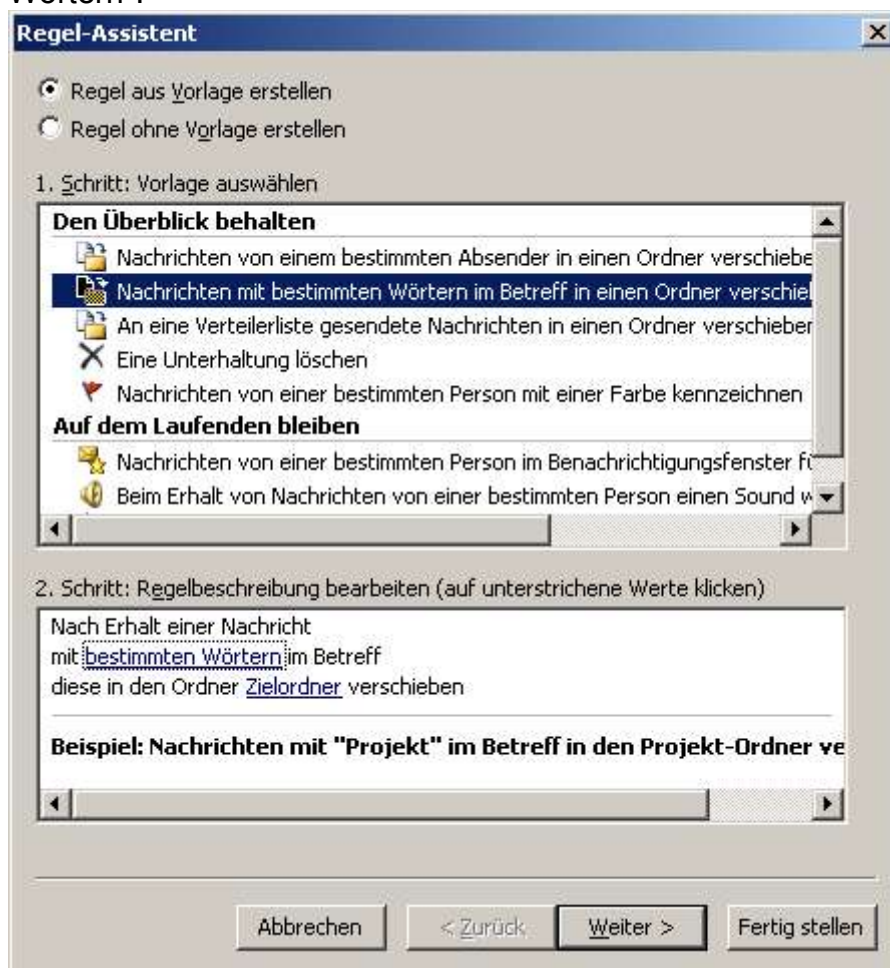 Wörtern".
Regel-Assistent
Regel aus Vorlage erstellen
Regel ohne Vorlage erstellen
1. Schritt: Vorlage auswählen
Den Überblick behalten
Nachrichten von einem bestimmten Absender in einen Ordner verschiebe
Nachrichten mit bestimmten Wörtern im Betreff in einen Ordner verschie
An eine Verteilerliste gesendete Nachrichten in einen Ordner verschieben
Eine Unterhaltung löschen
Nachrichten von einer bestimmten Person mit einer Farbe kennzeichnen
Auf dem Laufenden bleiben
Nachrichten von einer bestimmten Person im Benachrichtigungsfenster
Beim Erhalt von Nachrichten von einer bestimmten Person einen Sound
2. Schritt: Regelbeschreibung bearbeiten (auf unterstrichene Werte klicken)
Nach Erhalt einer Nachricht
mit bestimmten Wörtern im Betreff
diese in den Ordner Zielordner verschieben
Beispiel: Nachrichten mit "Projekt" im Betreff in den Projekt-Ordner ve
Abbrechen < Zurück Weiter > Fertig stellen